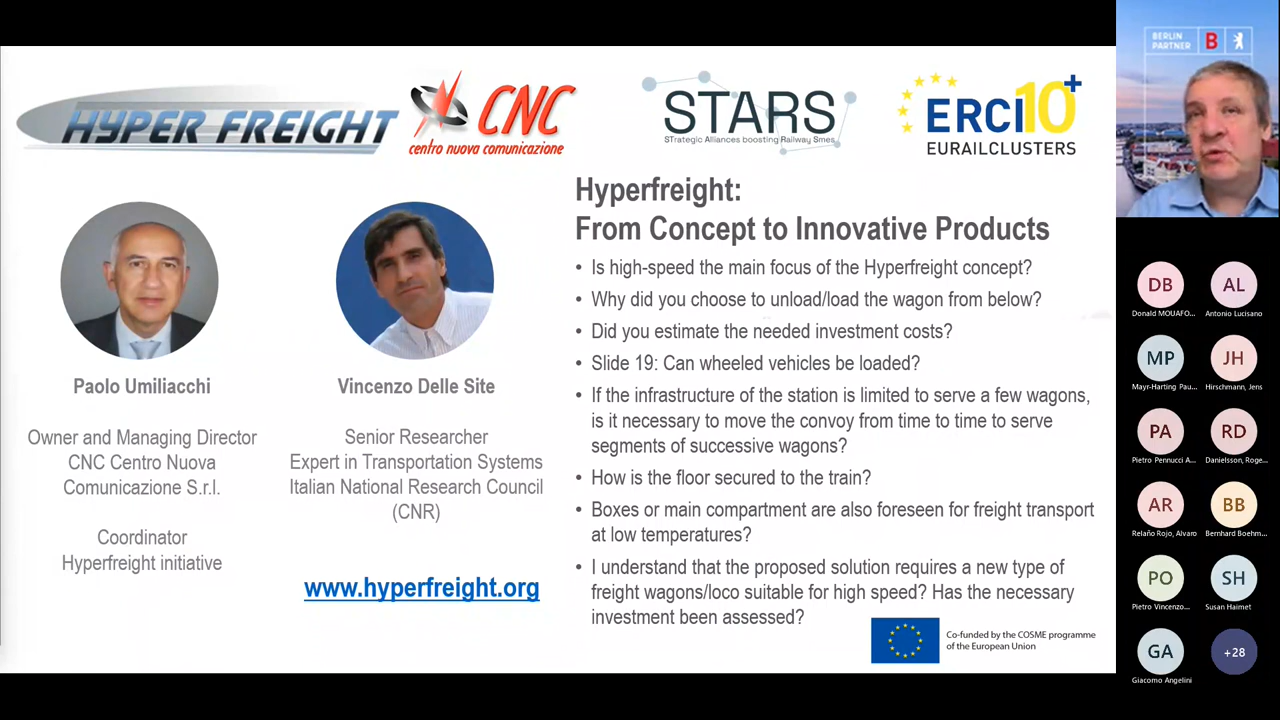 HYPER FREIGHT
CNC
centro nuova comunicazione
STARS
STrategic Alliances boosting Railway Smes
ERCI10+
EURAILCLUSTERS
Paolo Umiliacchi
Owner and Managing Director
CNC Centro Nuova
Comunicazione S.r.l.
Coordinator
Hyperfreight initiative
Vincenzo Delle Site
Senior Researcher
Expert in Transportation Systems
Italian National Research Council
(CNR)
www.hyperfreight.org
Hyperfreight:
From Concept to Innovative Products
• Is high-speed the main focus of the Hyperfreight concept?
• Why did you choose to unload/load the wagon from below?
• Did you estimate the needed investment costs?
• Slide 19: Can wheeled vehicles be loaded?
• If the infrastructure of the station is limited to serve a few wagons,
is it necessary to move the convoy from time to time to serve
segments of successive wagons?
• How is the floor secured to the train?
• Boxes or main compartment are also foreseen for freight transport
at low temperatures?
• I understand that the proposed solution requires a new type of
freight wagons/loco suitable for high speed? Has the necessary
investment been assessed?
Co-funded by the COSME programme
of the European Union
BERLIN
PARTNER
B
DB
Donald MOUAFO...
AL
Antonio Lucisano
MP
Mayr-Harting Pau...
JH
Hirschmann, Jens
PA
Pietro Pennucci A...
RD
Danielsson, Roge...
AR
Relaño Rojo, Alvaro
BB
Bernhard Boehm...
PO
Pietro Vincenzo...
SH
Susan Haimet
GA
Giacomo Angelini
+28